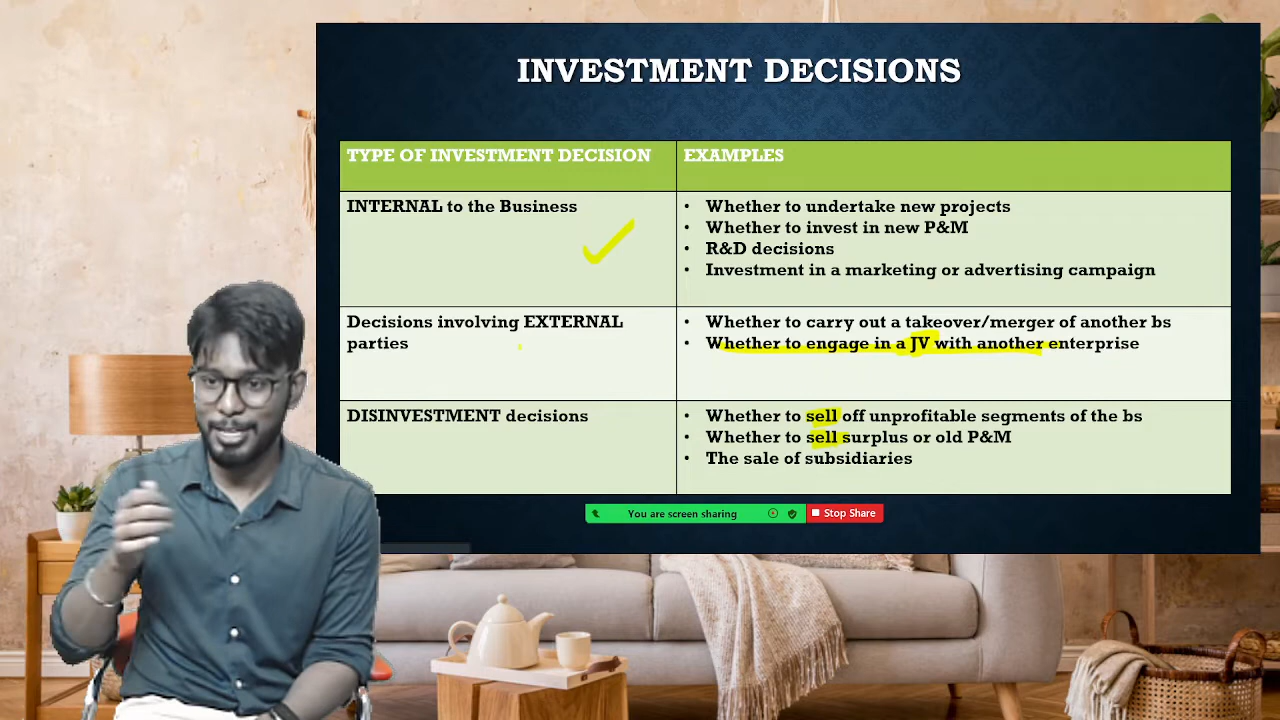 INVESTMENT DECISIONS
TYPE OF INVESTMENT DECISION
EXAMPLES
INTERNAL to the Business
• Whether to undertake new projects
• Whether to invest in new P&M
• R&D decisions
• Investment in a marketing or advertising campaign
Decisions involving EXTERNAL
parties
• Whether to carry out a takeover/merger of another bs
• Whether to engage in a JV with another enterprise
DISINVESTMENT decisions
• Whether to sell off unprofitable segments of the bs
• Whether to sell surplus or old P&M
• The sale of subsidiaries
You are screen sharing
Stop Share